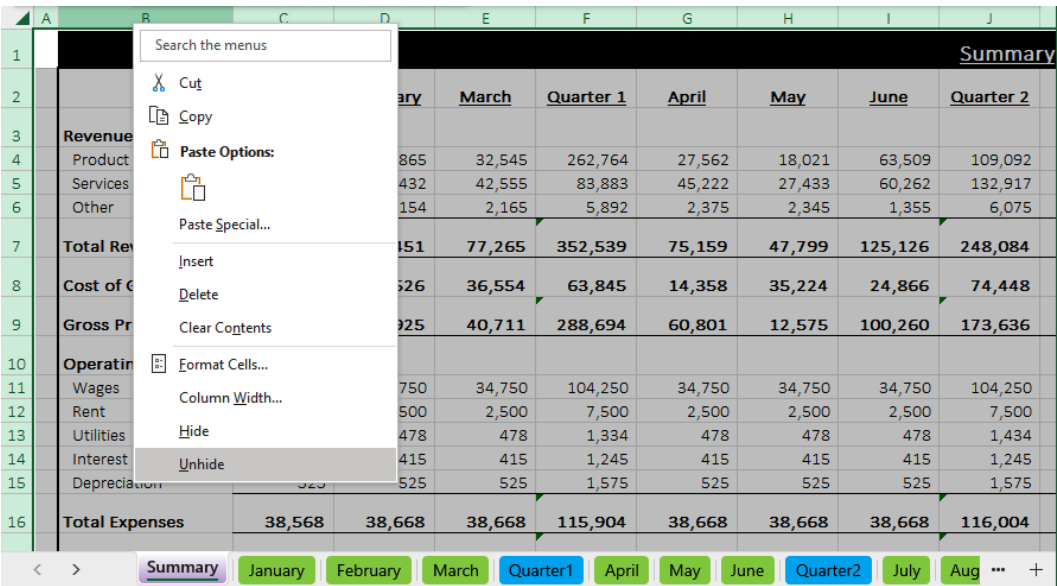 A B C D E F G H I J
1 Summary
Search the menus
Cut
2 ary March Quarter 1 April May June Quarter 2
Copy
3 Revenue
Paste Options:
4 Product 865 32,545 262,764 27,562 18,021 63,509 109,092
5 Services 432 42,555 83,883 45,222 27,433 60,262 132,917
6 Other 154 2,165 5,892 2,375 2,345 1,355 6,075
Paste Special...
7 Total Rev 451 77,265 352,539 75,159 47,799 125,126 248,084
Insert
8 Cost of G 526 36,554 63,845 14,358 35,224 24,866 74,448
Delete
9 Gross Pr 925 40,711 288,694 60,801 12,575 100,260 173,636
Clear Contents
10 Operatin
Format Cells...
11 Wages 750 34,750 104,250 34,750 34,750 34,750 104,250
Column Width...
12 Rent 500 2,500 7,500 2,500 2,500 2,500 7,500
Hide
13 Utilities 478 478 1,334 478 478 478 1,434
14 Interest 415 415 1,245 415 415 415 1,245
Unhide
15 Depreciation 525 525 525 1,575 525 525 525 1,575
16 Total Expenses 38,568 38,668 38,668 115,904 38,668 38,668 38,668 116,004
Summary January February March Quarter1 April May June Quarter2 July Aug ... +